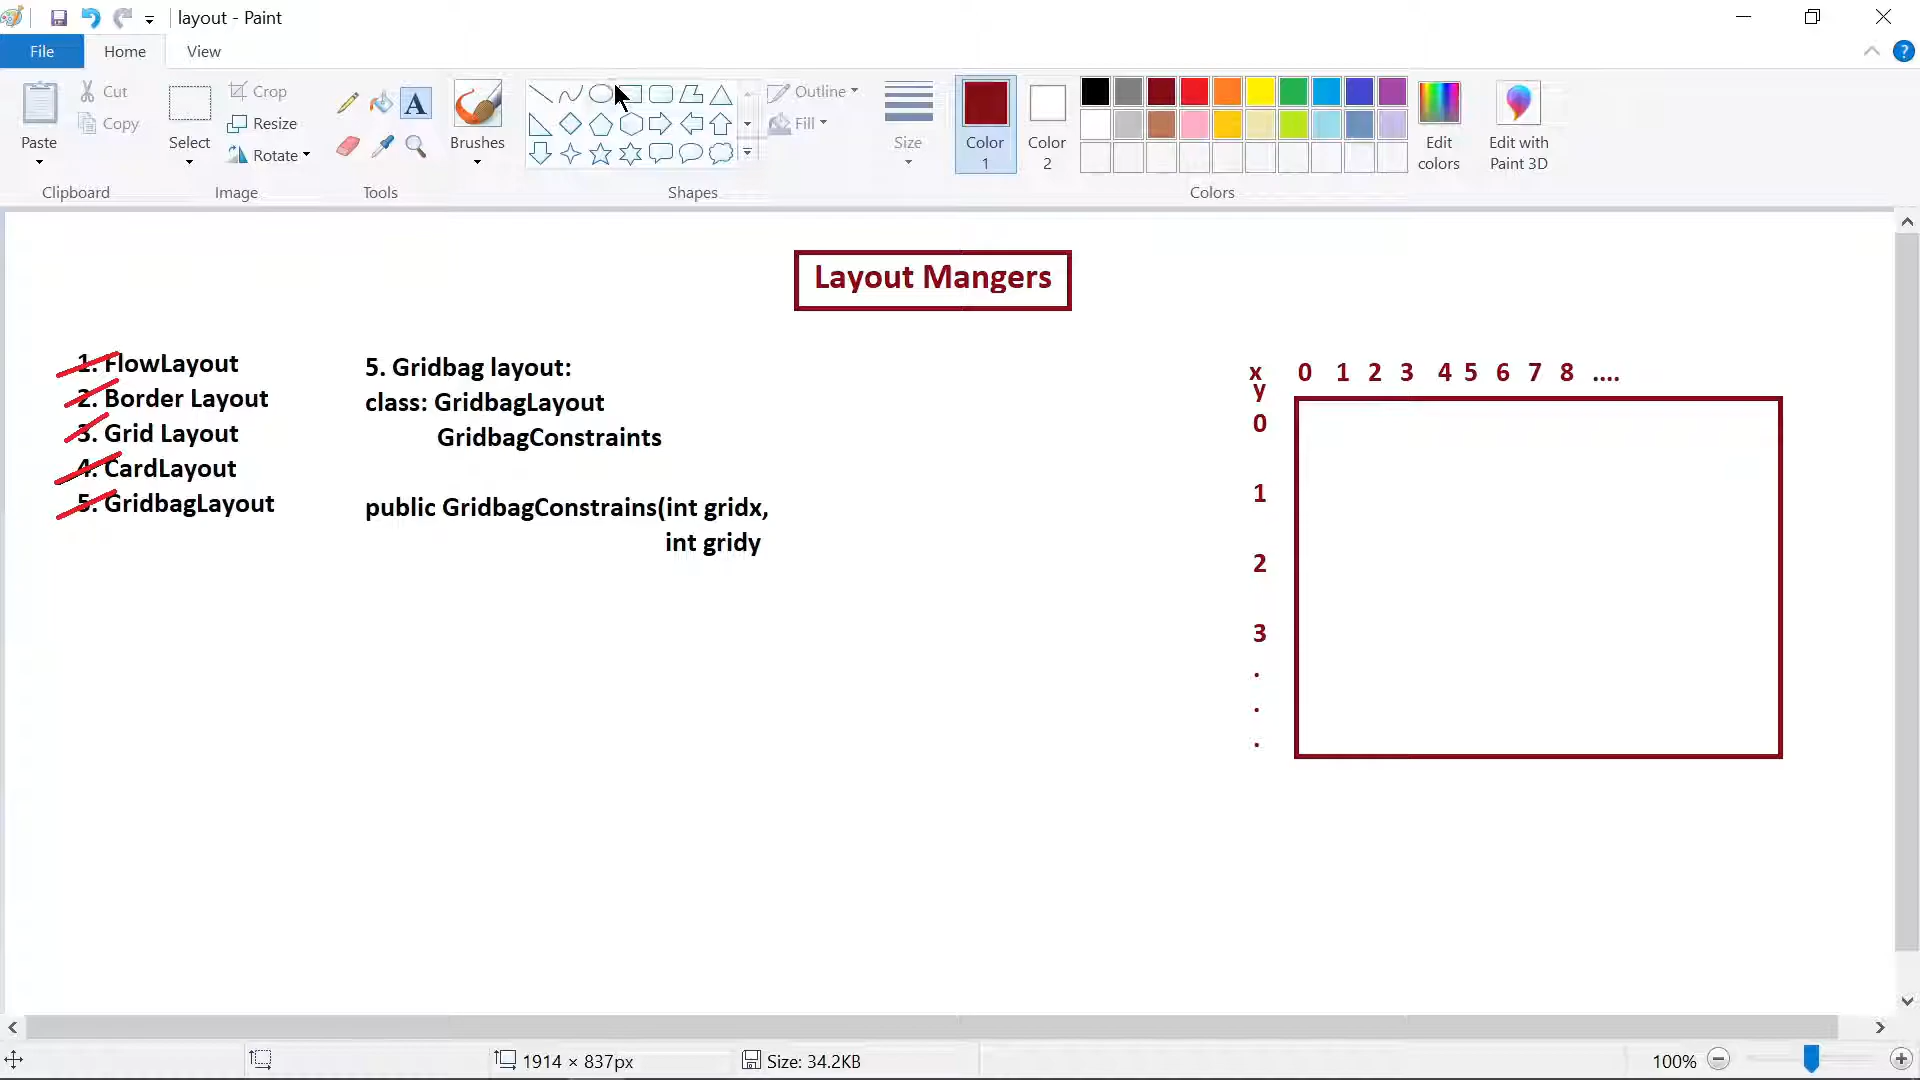 layout - Paint
File Home View
Paste
Cut
Copy
Clipboard
Select
Crop
Resize
Rotate
Image
A
Tools
Brushes
Shapes
Outline
Fill
Size
Color 1
Color 2
Colors
Edit colors
Edit with Paint 3D
?
Layout Mangers
1. FlowLayout
2. Border Layout
3. Grid Layout
4. CardLayout
5. GridbagLayout
5. Gridbag layout:
class: GridbagLayout
GridbagConstraints
public GridbagConstrains(int gridx,
int gridy
x 0 1 2 3 4 5 6 7 8 ....
y
0
1
2
3
.
.
.
1914 × 837px
Size: 34.2KB
100%